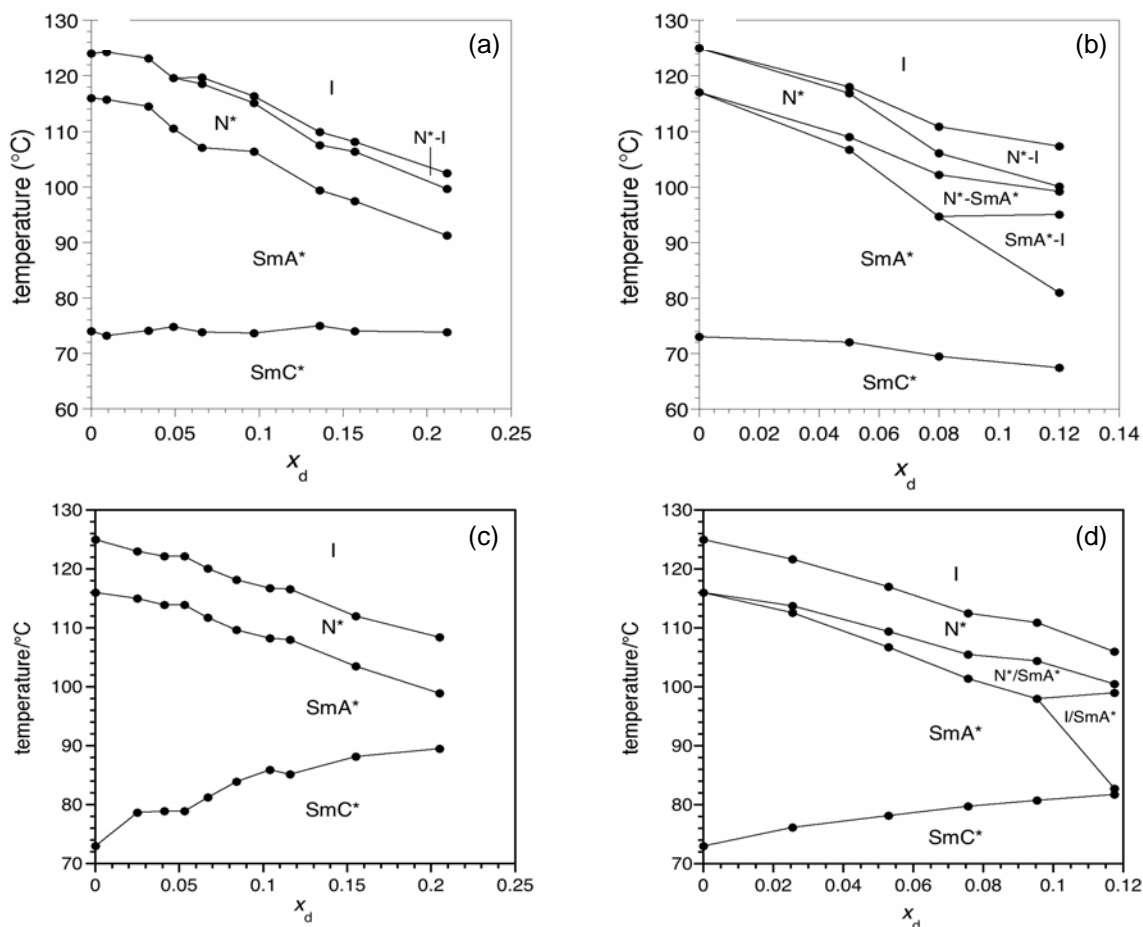 (a)
130
120
110
100
90
80
70
60
temperature (°C)
I
N*
N*-I
SmA*
SmC*
0 0.05 0.1 0.15 0.2 0.25
x_d
(b)
130
120
110
100
90
80
70
60
temperature (°C)
I
N*
N*-I
N*-SmA*
SmA*-I
SmA*
SmC*
0 0.02 0.04 0.06 0.08 0.1 0.12 0.14
x_d
(c)
130
120
110
100
90
80
70
temperature/°C
I
N*
SmA*
SmC*
0 0.05 0.1 0.15 0.2 0.25
x_d
(d)
130
120
110
100
90
80
70
temperature/°C
I
N*
N*/SmA*
I/SmA*
SmA*
SmC*
0 0.02 0.04 0.06 0.08 0.1 0.12
x_d